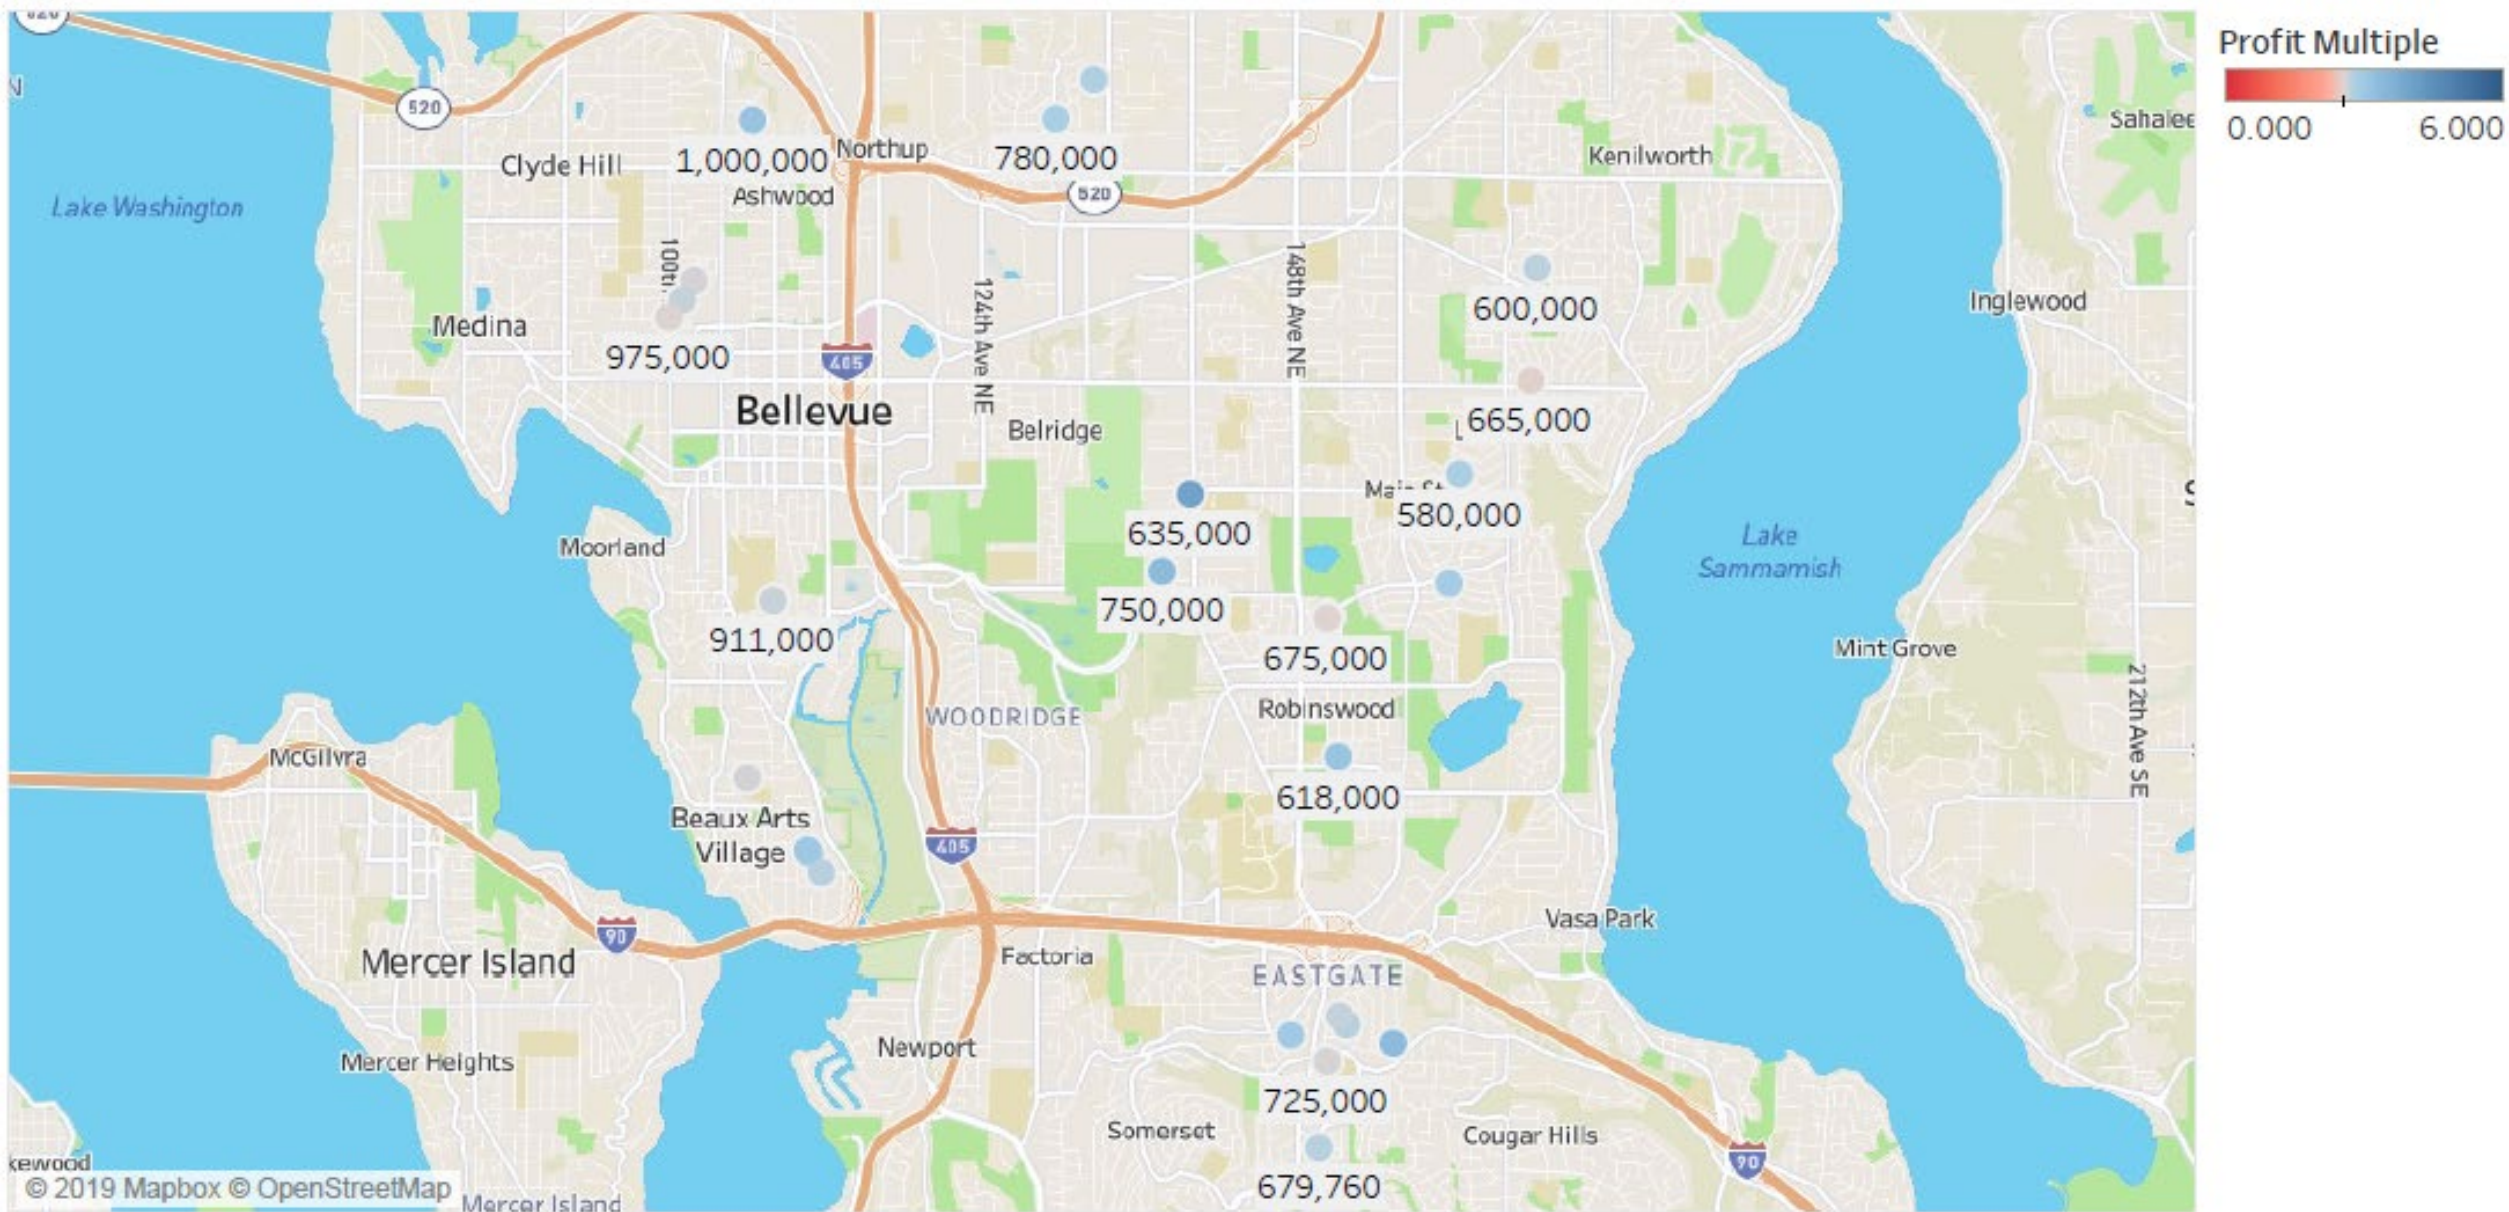 520
N
520
Clyde Hill
1,000,000
Northup
Ashwood
780,000
520
Kenilworth
Sahalee
Profit Multiple
0.000
6.000
Lake Washington
100th
124th Ave NE
148th Ave NE
Medina
975,000
405
600,000
Inglewood
Bellevue
Belridge
L
665,000
Main St
635,000
580,000
Moorland
Lake
Sammamish
750,000
911,000
675,000
Mint Grove
212th Ave SE
WOODRIDGE
Robinswood
McGilvra
618,000
Beaux Arts
Village
405
90
Vasa Park
Mercer Island
Factoria
EASTGATE
Newport
Mercer Heights
725,000
Somerset
Cougar Hills
90
kewood
679,760
© 2019 Mapbox © OpenStreetMap
Mercer Island